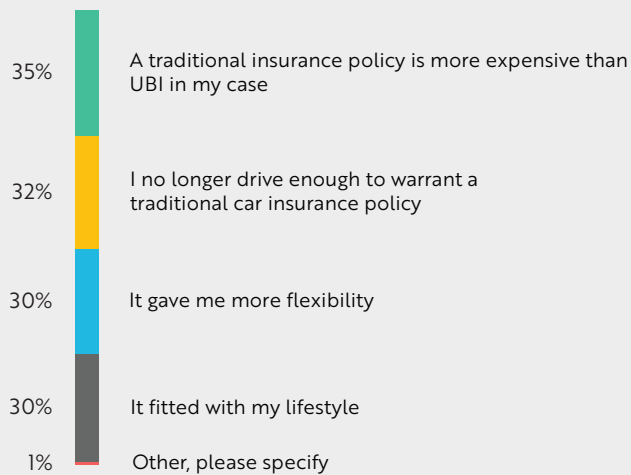 35%
A traditional insurance policy is more expensive than
UBI in my case
32%
I no longer drive enough to warrant a
traditional car insurance policy
30%
It gave me more flexibility
30%
It fitted with my lifestyle
1%
Other, please specify